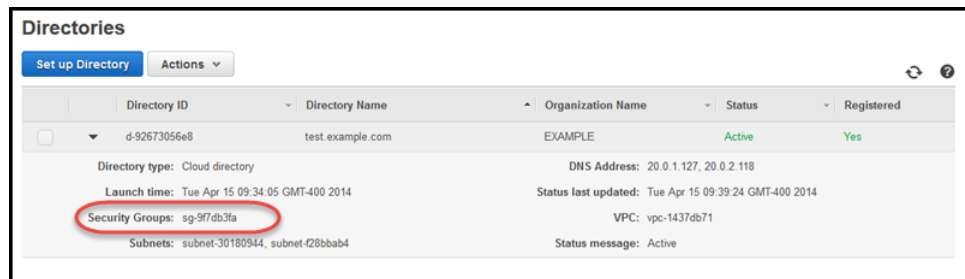 Directories
Set up Directory Actions
Directory ID Directory Name Organization Name Status Registered
d-92673056e8 test.example.com EXAMPLE Active Yes
Directory type: Cloud directory DNS Address: 20.0.1.127, 20.0.2.118
Launch time: Tue Apr 15 09:34:05 GMT-400 2014 Status last updated: Tue Apr 15 09:39:24 GMT-400 2014
Security Groups: sg-9f7db3fa VPC: vpc-1437db71
Subnets: subnet-30180944, subnet-f28bbab4 Status message: Active